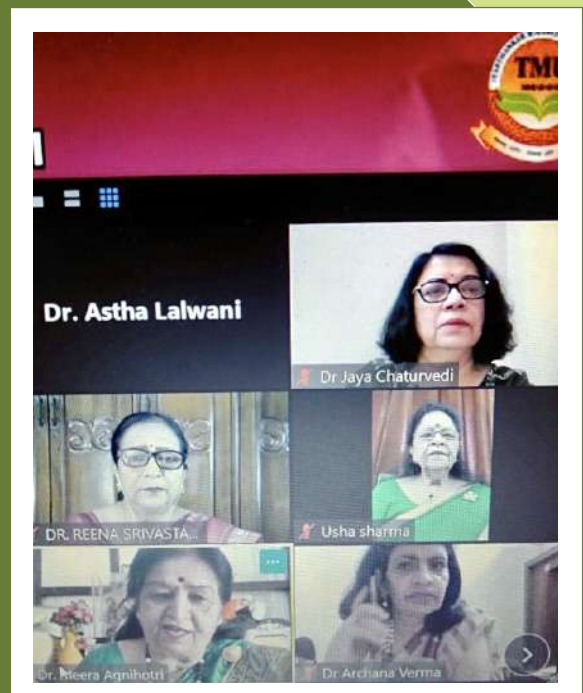 TMU
Dr. Astha Lalwani
Dr Jaya Chaturvedi
DR. REENA SRIVASTA...
Usha sharma
Dr. Meera Agnihotri
Dr Archana Verma